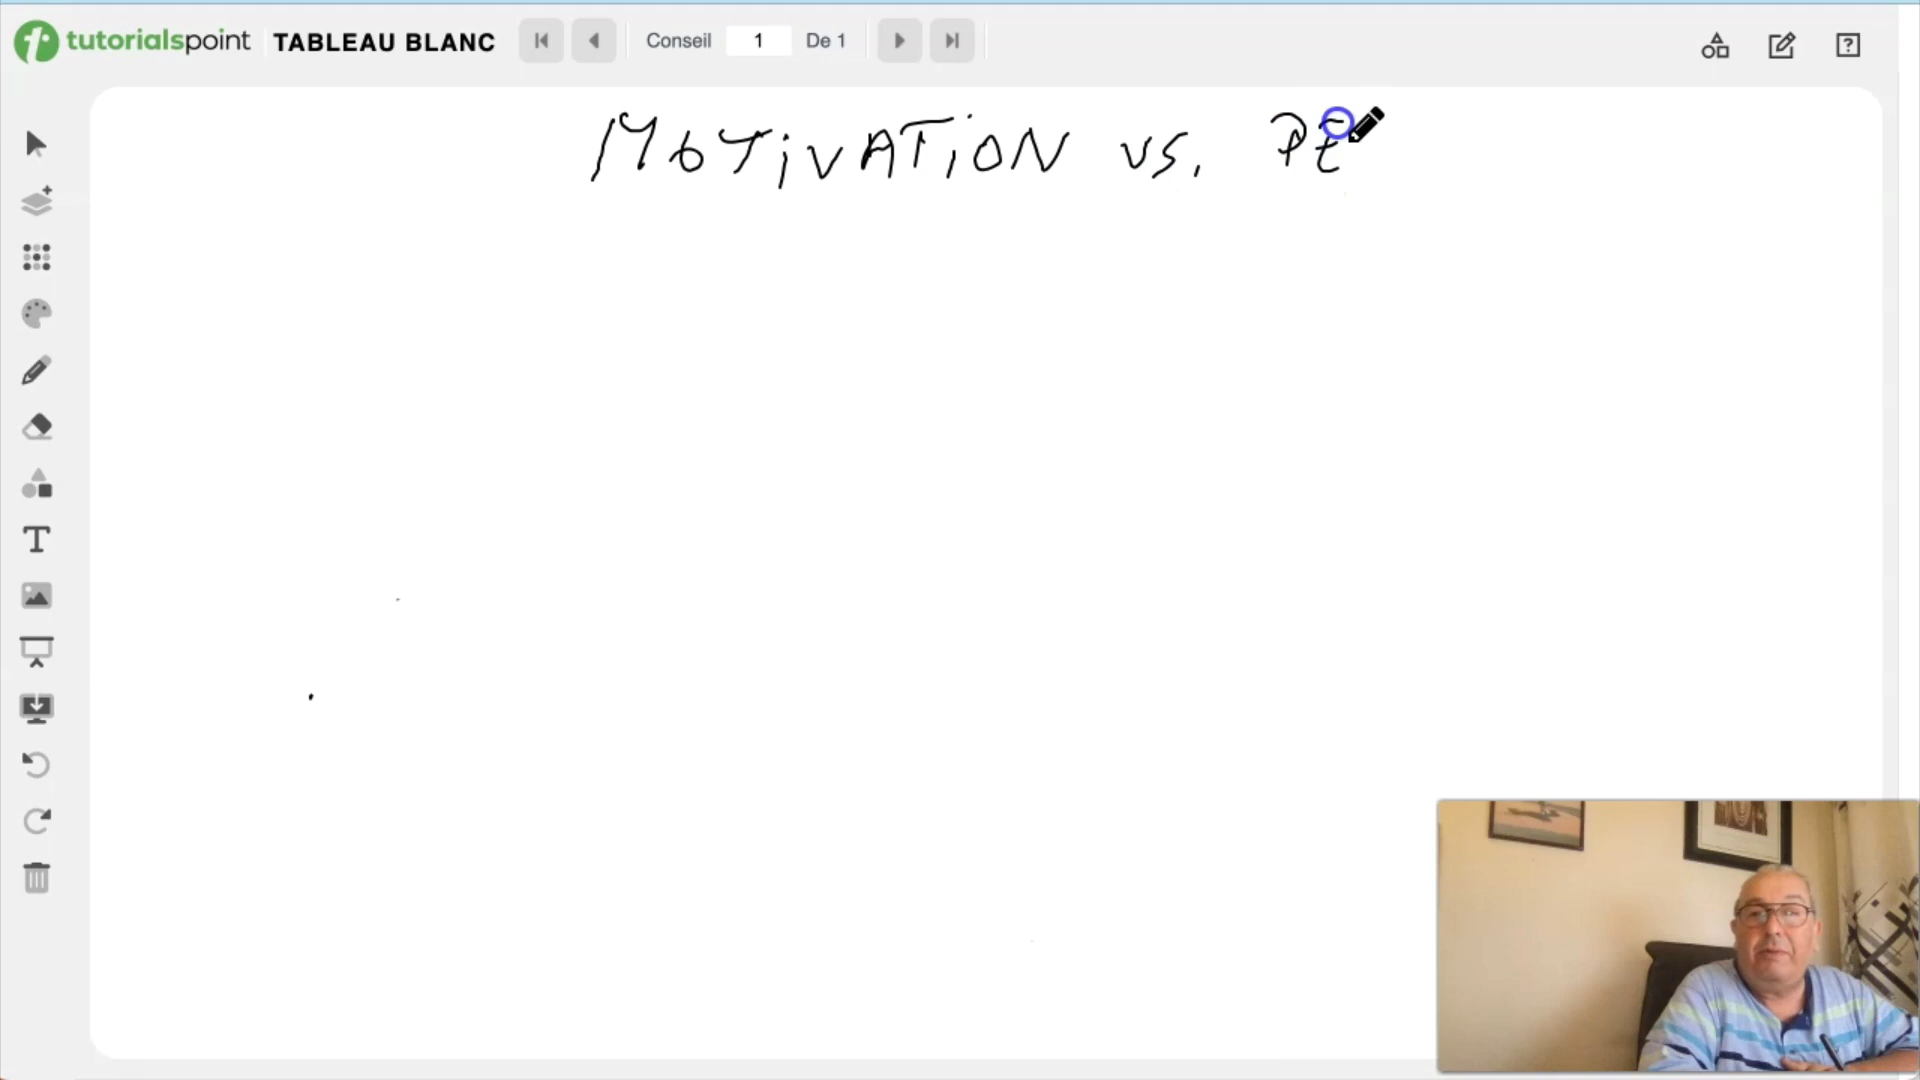 tutorialspoint TABLEAU BLANC Conseil 1 De 1
MOTiVATiON vs. PE